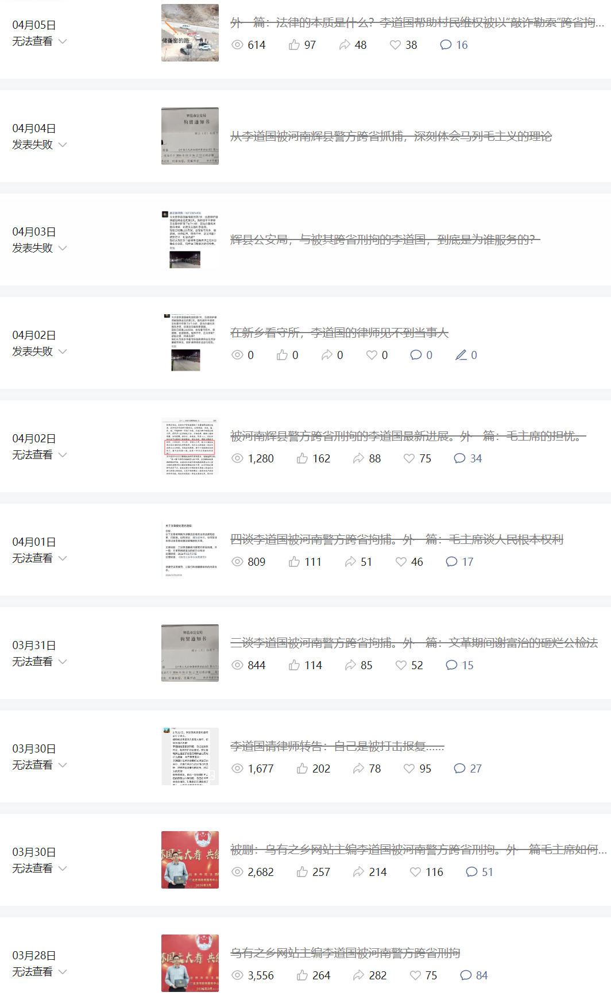 04月05日
无法查看
储备窑的路
外一篇：法律的本质是什么？李道国帮助村民维权被以“敲诈勒索”跨省拘...
614 97 48 38 16
04月04日
发表失败
辉县市公安局
拘留通知书
从李道国被河南辉县警方跨省抓捕，深刻体会马列毛主义的理论
04月03日
发表失败
辉县公安局，与被其跨省刑拘的李道国，到底是为谁服务的？
04月02日
发表失败
在新乡看守所，李道国的律师见不到当事人
0 0 0 0 0 0
04月02日
无法查看
被河南辉县警方跨省刑拘的李道国最新进展。外一篇：毛主席的担忧。
1,280 162 88 75 34
04月01日
无法查看
四谈李道国被河南警方跨省拘捕。外一篇：毛主席谈人民根本权利
809 111 51 46 17
03月31日
无法查看
辉县市公安局
拘留通知书
三谈李道国被河南警方跨省拘捕。外一篇：文革期间谢富治的砸烂公检法
844 114 85 52 15
03月30日
无法查看
李道国请律师转告：自己是被打击报复......
1,677 202 78 95 27
03月30日
无法查看
被删：乌有之乡网站主编李道国被河南警方跨省刑拘。外一篇毛主席如何...
2,682 257 214 116 51
03月28日
无法查看
乌有之乡网站主编李道国被河南警方跨省刑拘
3,556 264 282 75 84